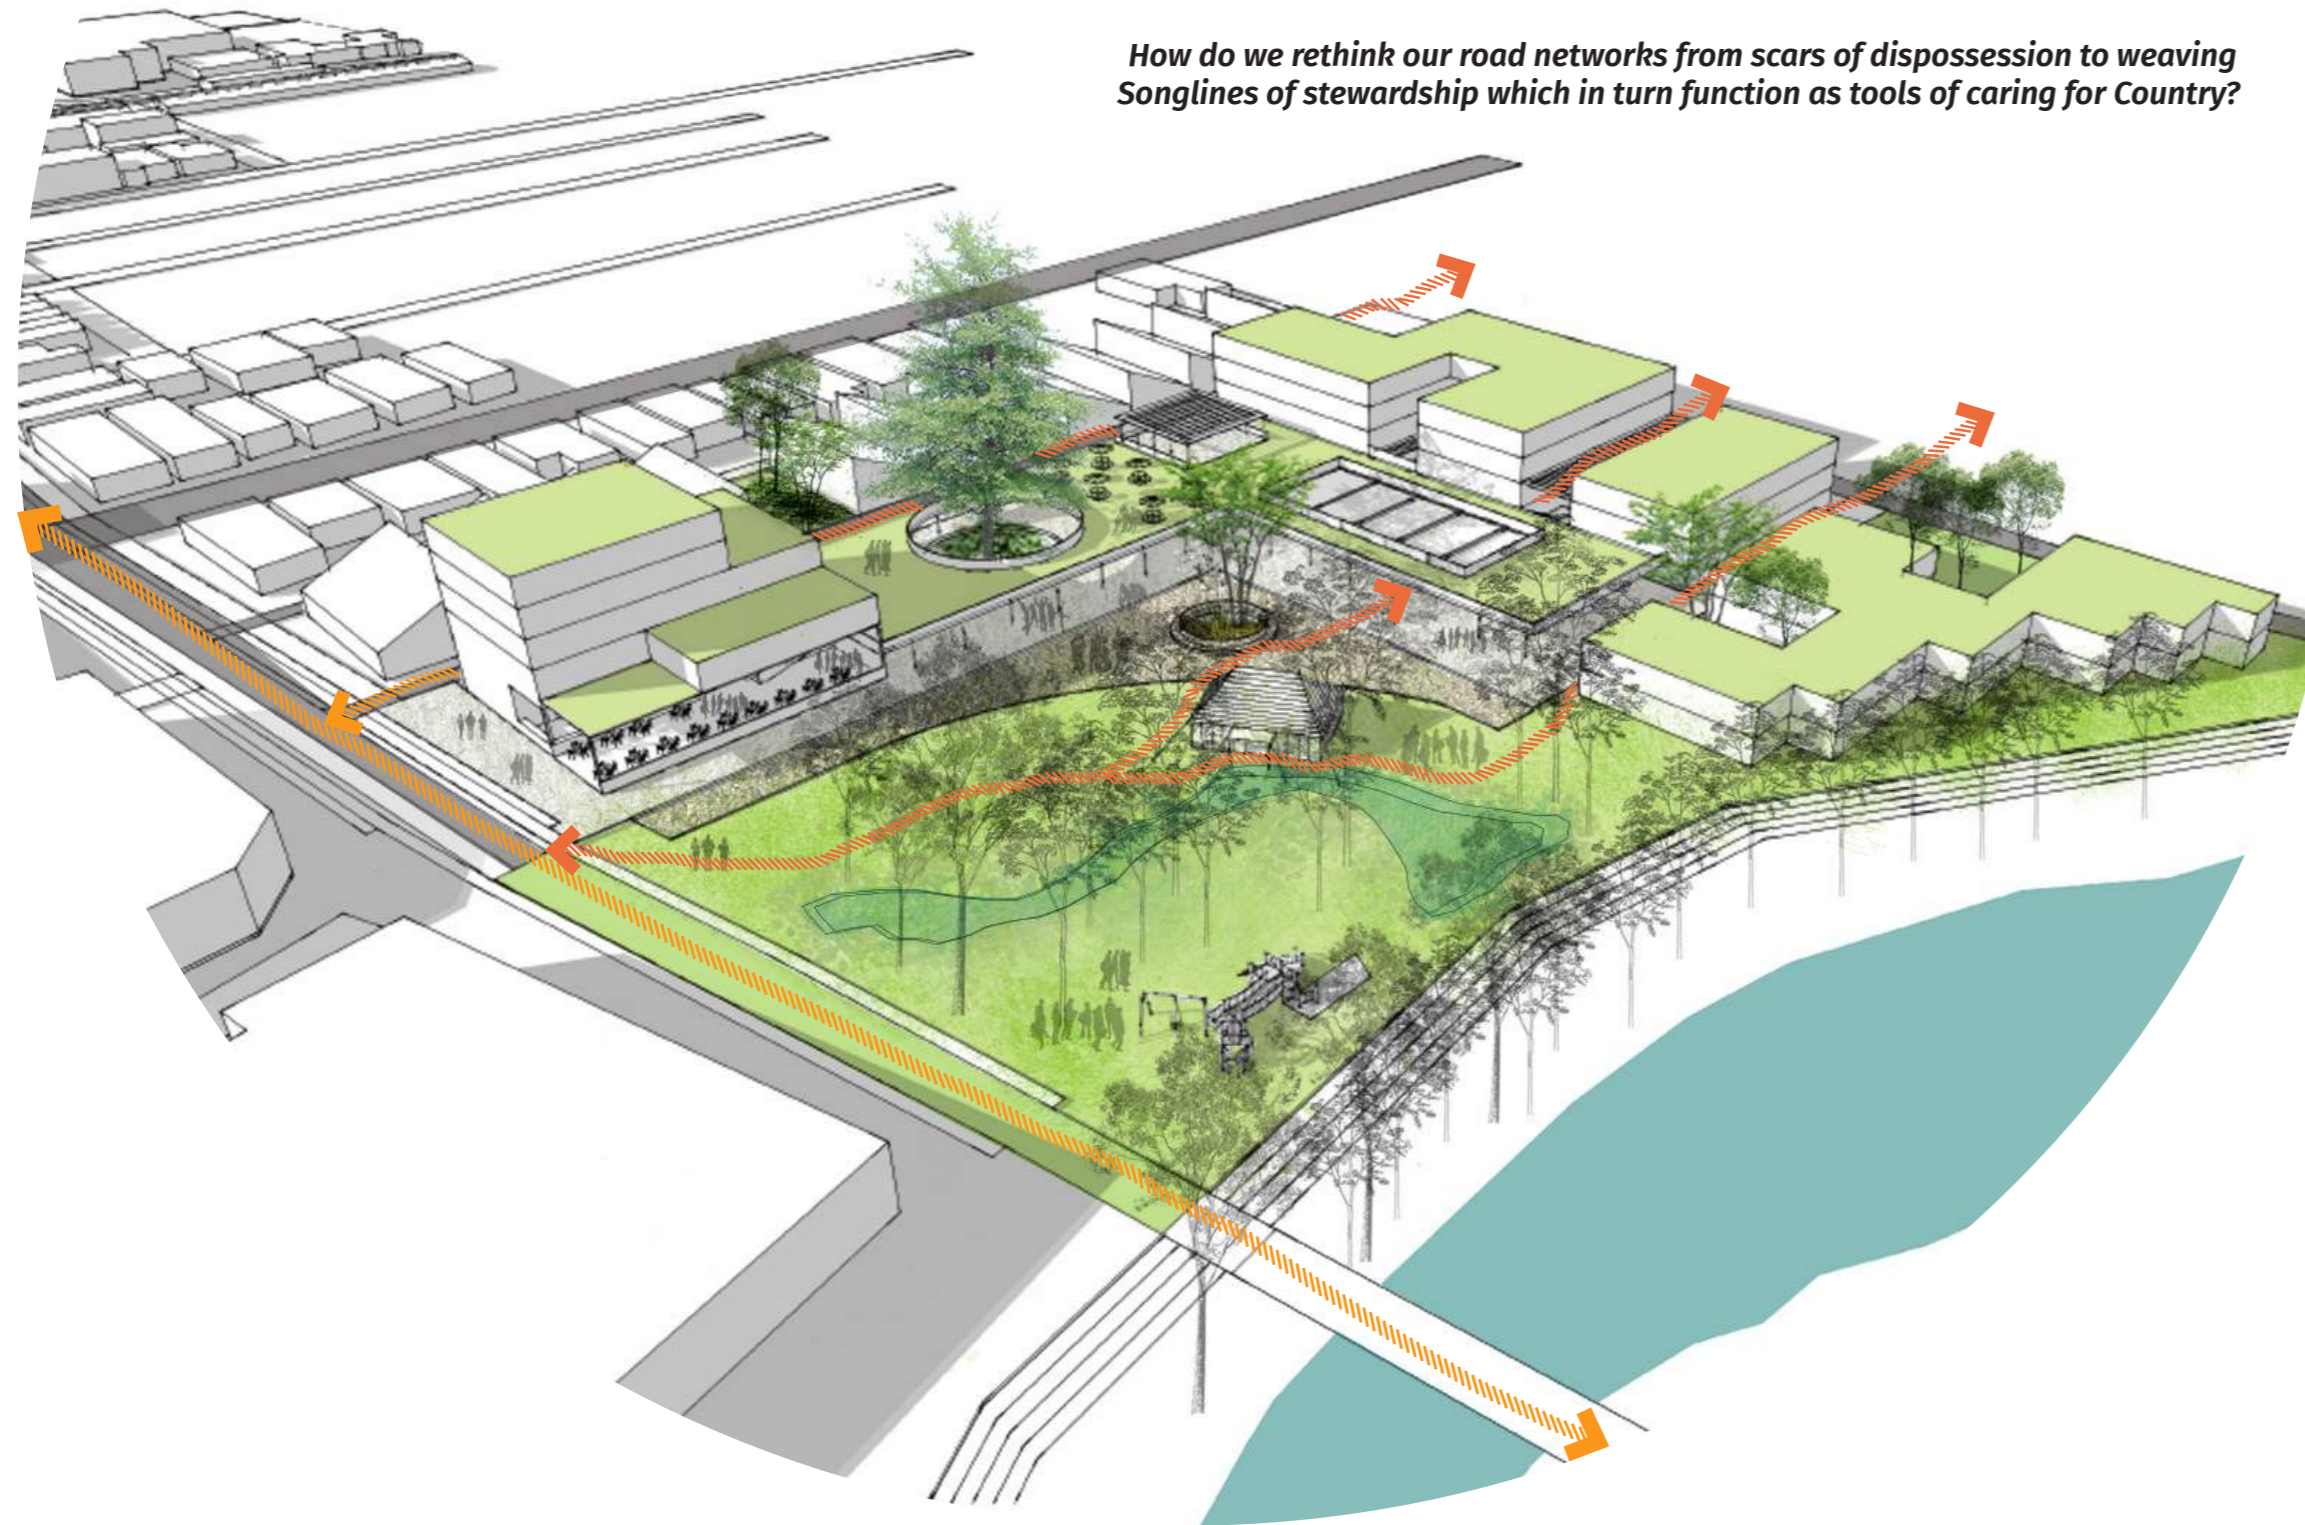 How do we rethink our road networks from scars of dispossession to weaving
Songlines of stewardship which in turn function as tools of caring for Country?